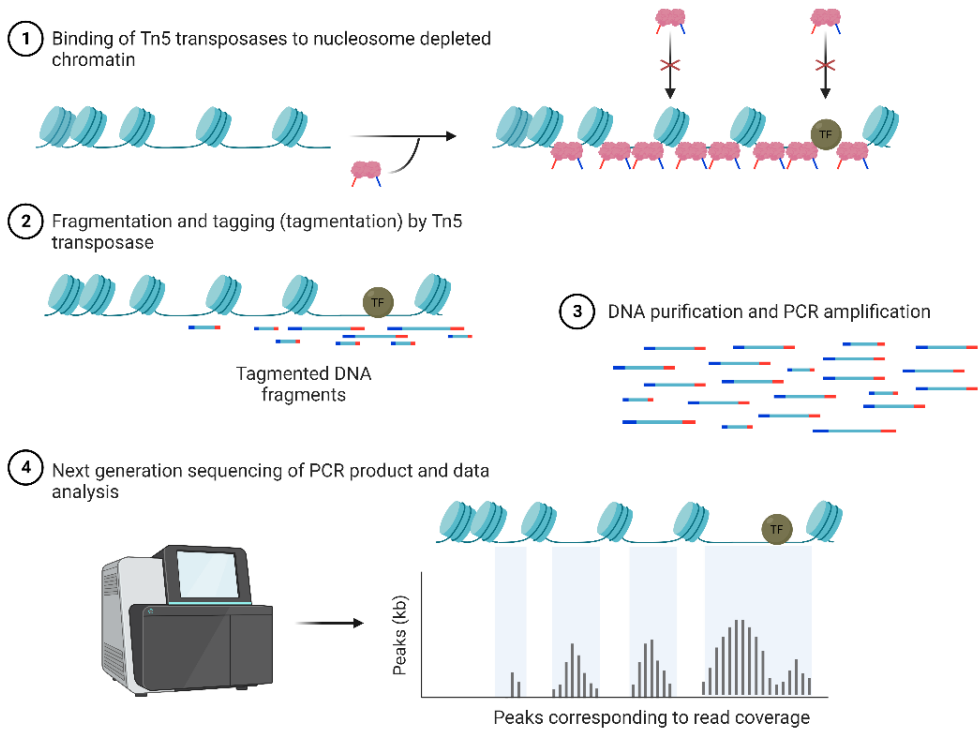 1 Binding of Tn5 transposases to nucleosome depleted
chromatin
TF
2 Fragmentation and tagging (tagmentation) by Tn5
transposase
TF
Tagmented DNA
fragments
3 DNA purification and PCR amplification
4 Next generation sequencing of PCR product and data
analysis
TF
Peaks (kb)
Peaks corresponding to read coverage